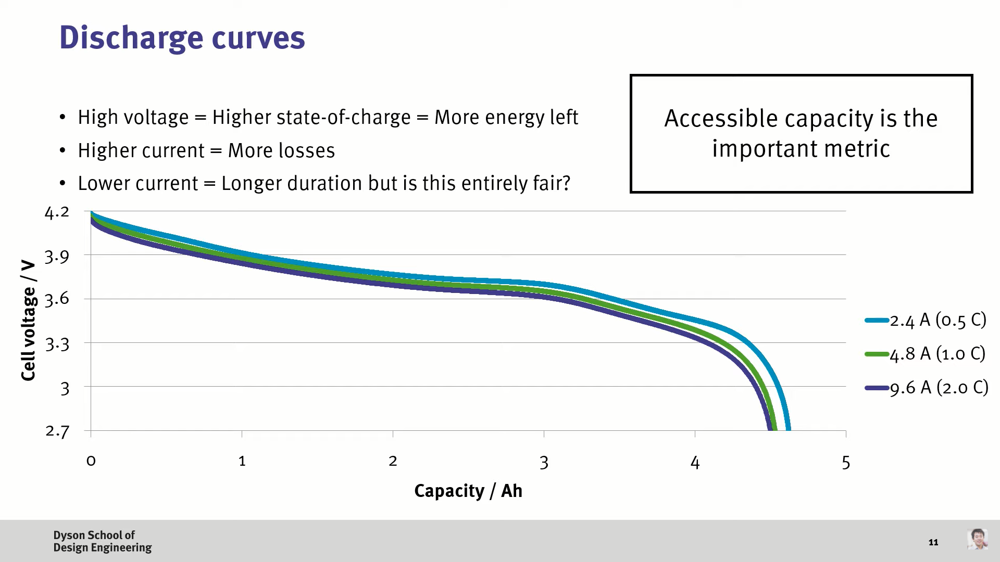 Discharge curves
• High voltage = Higher state-of-charge = More energy left
• Higher current = More losses
• Lower current = Longer duration but is this entirely fair?
Accessible capacity is the
important metric
4.2
3.9
3.6
3.3
3
2.7
Cell voltage / V
0 1 2 3 4 5
Capacity / Ah
2.4 A (0.5 C)
4.8 A (1.0 C)
9.6 A (2.0 C)
Dyson School of
Design Engineering
11